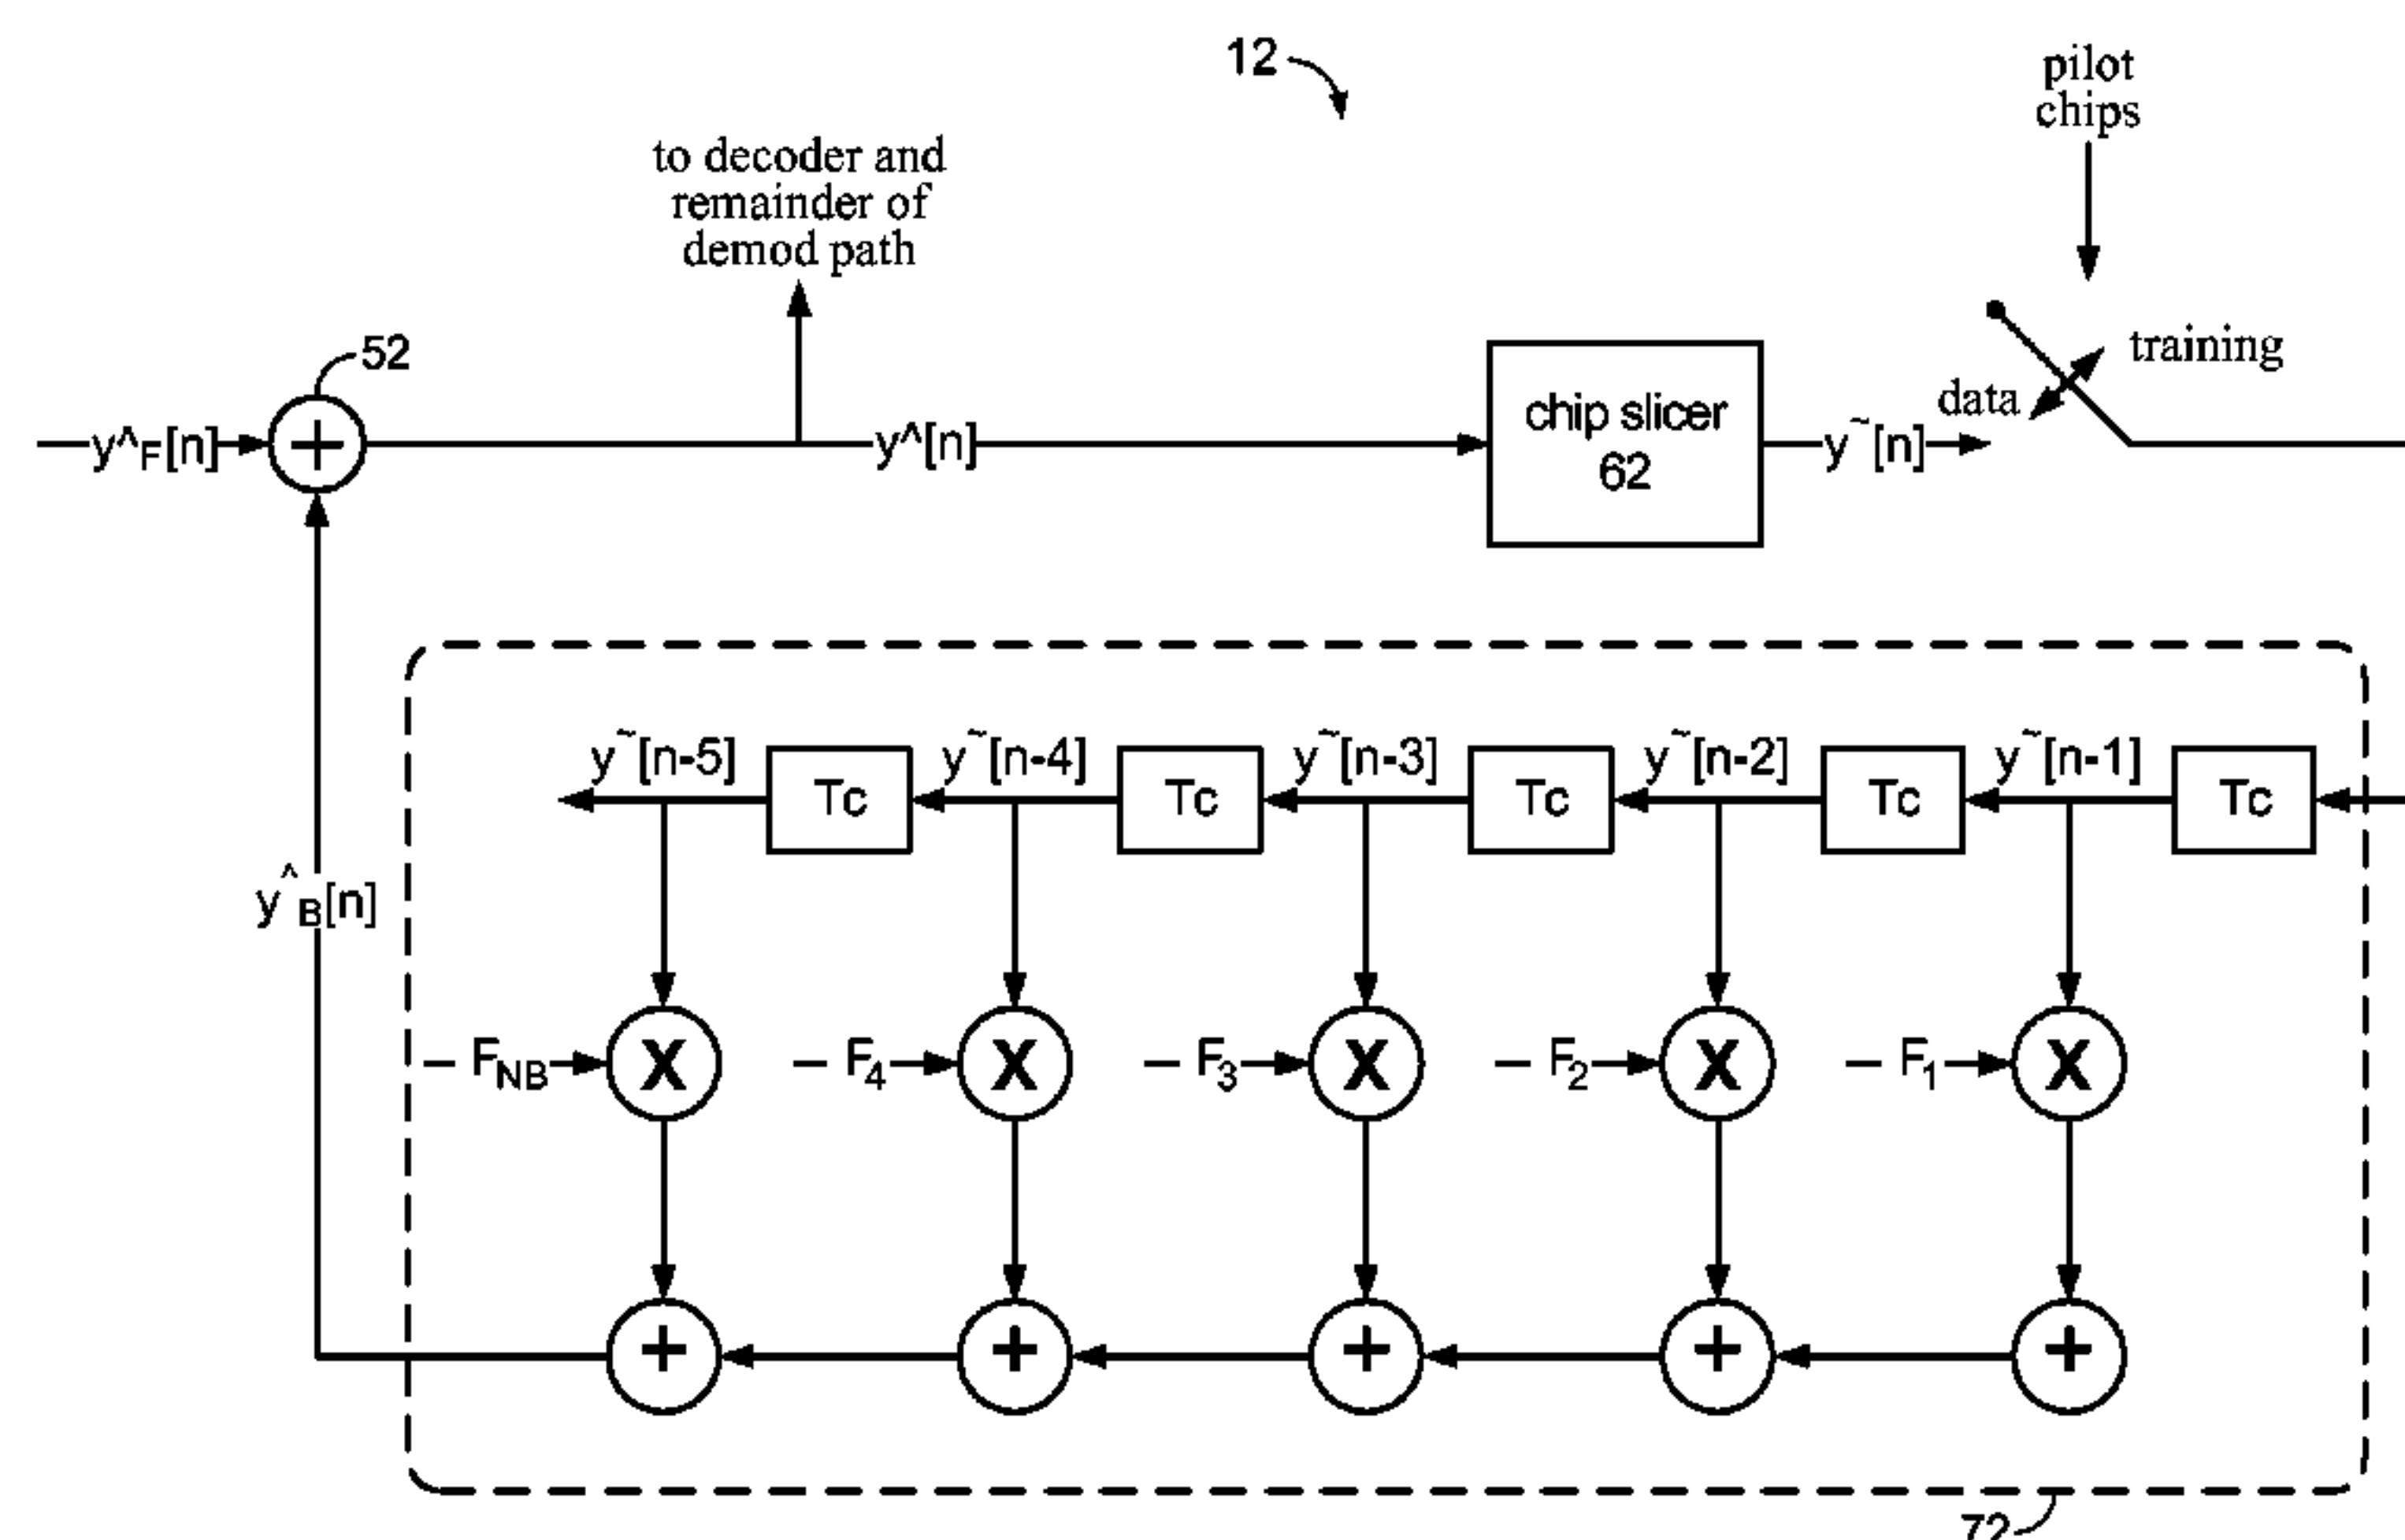 12
pilot
chips
to decoder and
remainder of
demod path
52
training
data
y^F[n]
+
y^[n]
chip slicer
62
y~[n]
y~[n-5]
Tc
y~[n-4]
Tc
y~[n-3]
Tc
y~[n-2]
Tc
y~[n-1]
Tc
y^B[n]
– FNB
X
– F4
X
– F3
X
– F2
X
– F1
X
+
+
+
+
+
72